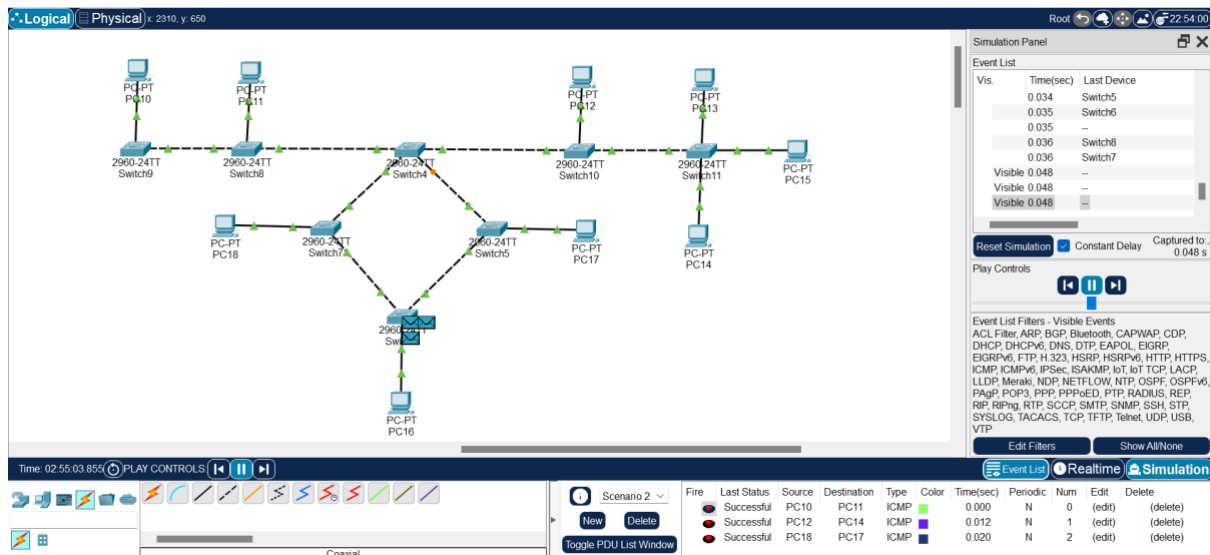 Logical Physical x: 2310, y: 650 Root 22:54:00
Simulation Panel
Event List
Vis. Time(sec) Last Device
0.034 Switch5
0.035 Switch6
0.035 --
0.036 Switch8
0.036 Switch7
Visible 0.048 --
Visible 0.048 --
Visible 0.048 --
Reset Simulation Constant Delay Captured to:
0.048 s
Play Controls
Event List Filters - Visible Events
ACL Filter, ARP, BGP, Bluetooth, CAPWAP, CDP,
DHCP, DHCPv6, DNS, DTP, EAPOL, EIGRP,
EIGRPv6, FTP, H.323, HSRP, HSRPv6, HTTP, HTTPS,
ICMP, ICMPv6, IPSec, ISAKMP, IoT, IoT TCP, LACP,
LLDP, Meraki, NDP, NETFLOW, NTP, OSPF, OSPFv6,
PAgP, POP3, PPP, PPPoED, PTP, RADIUS, REP,
RIP, RIPng, RTP, SCCP, SMTP, SNMP, SSH, STP,
SYSLOG, TACACS, TCP, TFTP, Telnet, UDP, USB,
VTP
Edit Filters Show All/None
PC-PT
PC10
PC-PT
PC11
PC-PT
PC12
PC-PT
PC13
2960-24TT
Switch9
2960-24TT
Switch8
2960-24TT
Switch4
2960-24TT
Switch10
2960-24TT
Switch11
PC-PT
PC15
PC-PT
PC18
2960-24TT
Switch7
2960-24TT
Switch5
PC-PT
PC17
PC-PT
PC14
PC-PT
PC16
Time: 02:55:03.855 PLAY CONTROLS: Event List Realtime Simulation
Scenario 2
New Delete
Toggle PDU List Window
Fire Last Status Source Destination Type Color Time(sec) Periodic Num Edit Delete
Successful PC10 PC11 ICMP 0.000 N 0 (edit) (delete)
Successful PC12 PC14 ICMP 0.012 N 1 (edit) (delete)
Successful PC18 PC17 ICMP 0.020 N 2 (edit) (delete)
Coaxial